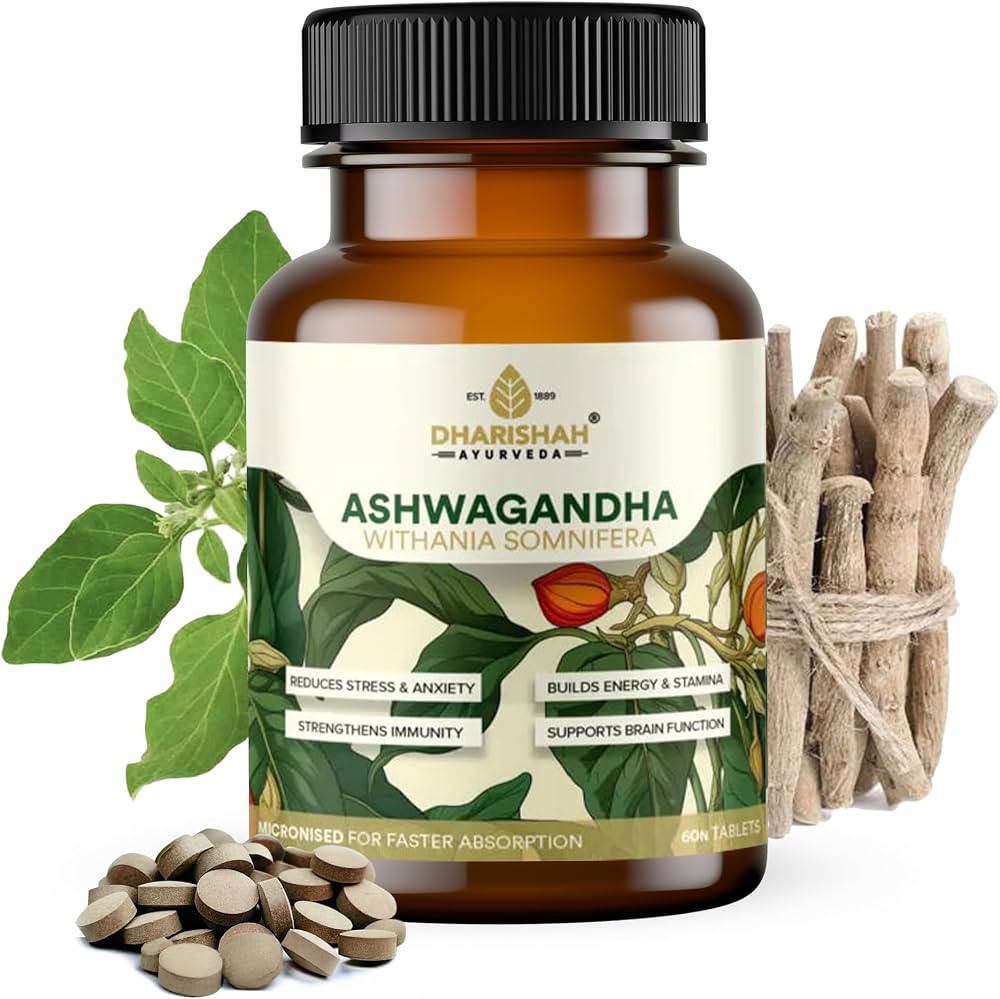 EST. 1889
DHARISHAH®
AYURVEDA
ASHWAGANDHA
WITHANIA SOMNIFERA
REDUCES STRESS & ANXIETY
BUILDS ENERGY & STAMINA
STRENGTHENS IMMUNITY
SUPPORTS BRAIN FUNCTION
MICRONISED FOR FASTER ABSORPTION
60N TABLETS